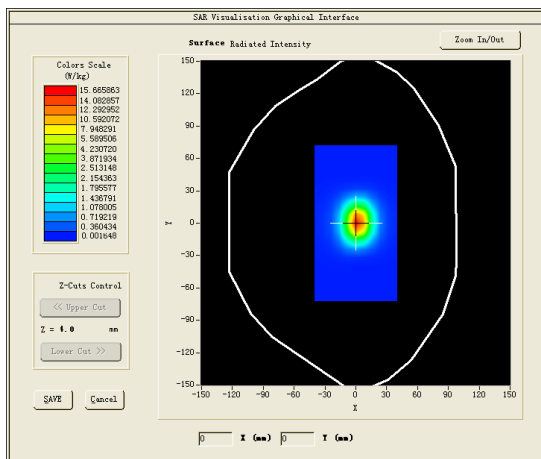 SAR Visualisation Graphical Interface
Surface Radiated Intensity
Zoom In/Out
Colors Scale
(W/kg)
15.665863
14.082857
12.292952
10.592072
7.948291
5.589506
4.230720
3.871934
2.513148
2.154363
1.795577
1.436791
1.078005
0.719219
0.360434
0.001648
Z-Cuts Control
<< Upper Cut
Z = 4.0 mm
Lower Cut >>
SAVE
Cancel
150
120
90
60
30
0
-30
-60
-90
-120
-150
Y
-150 -120 -90 -60 -30 0 30 60 90 120 150
X
0 X (mm) 0 Y (mm)